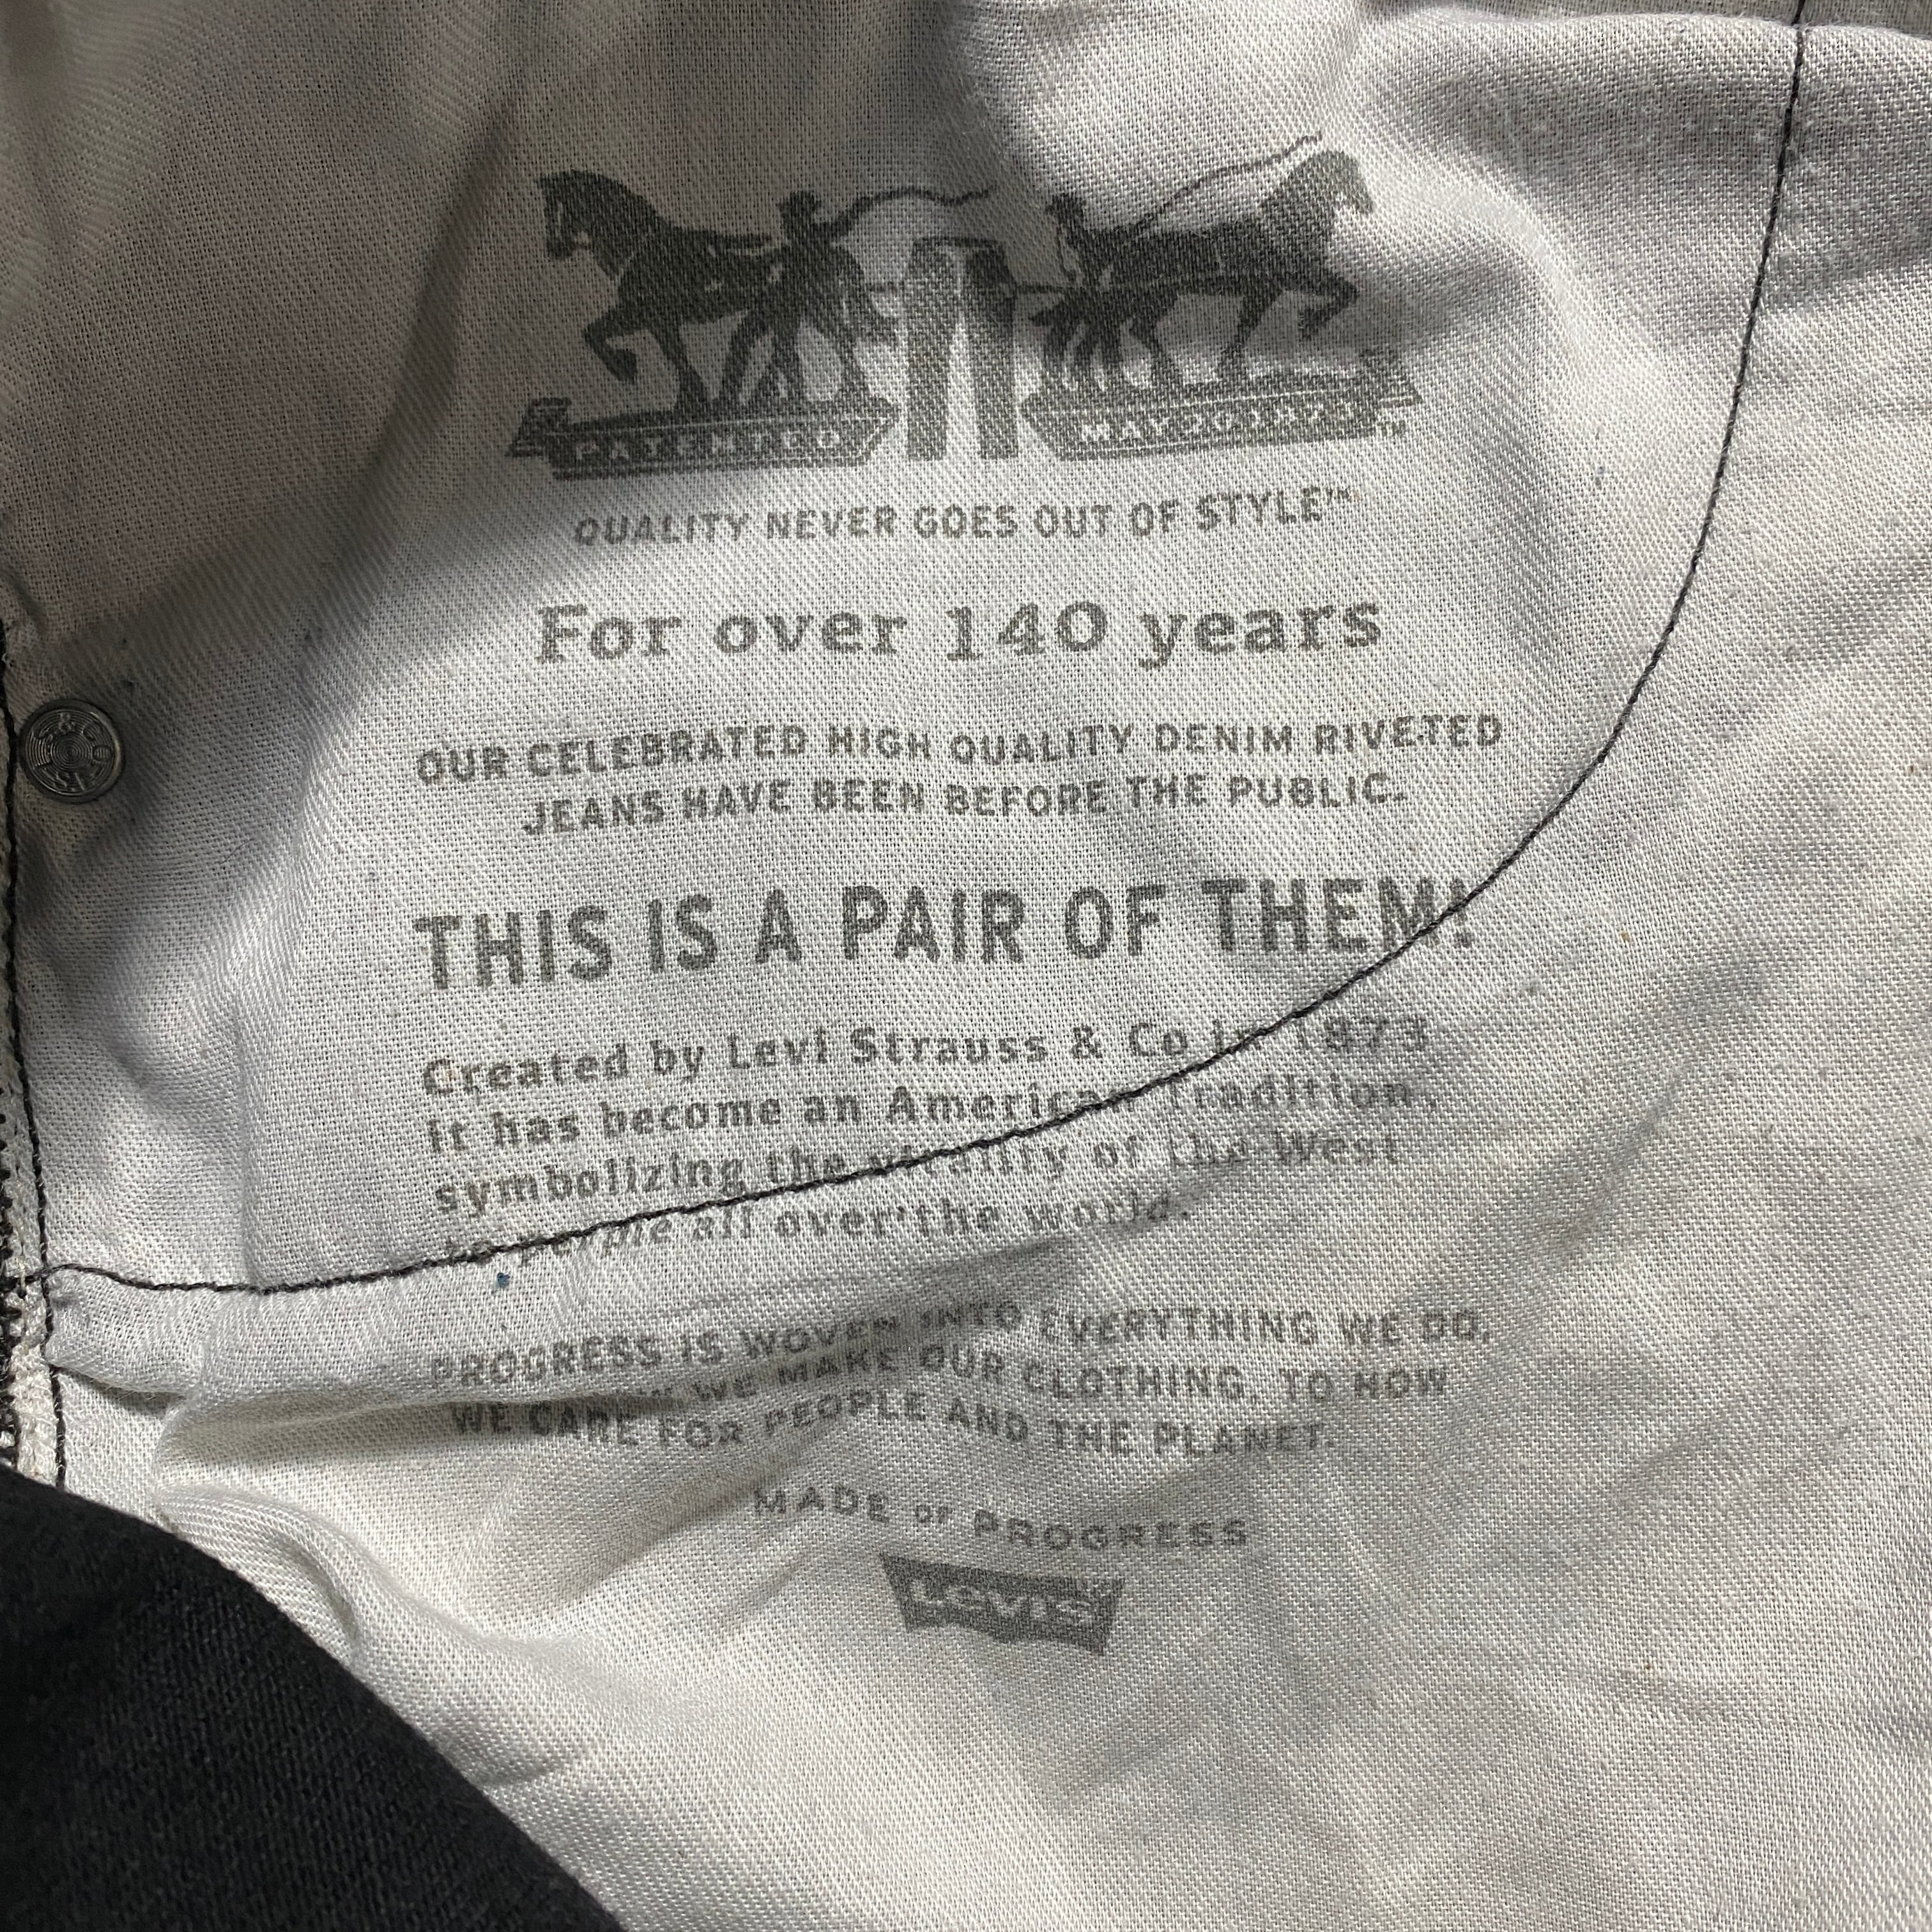 PATENTED
MAY 20 1873
QUALITY NEVER GOES OUT OF STYLE™
For over 140 years
OUR CELEBRATED HIGH QUALITY DENIM RIVETED
JEANS HAVE BEEN BEFORE THE PUBLIC.
THIS IS A PAIR OF THEM!
Created by Levi Strauss & Co in 1873
it has become an American Tradition,
symbolizing the vitality of the West
to people all over the world.
PROGRESS IS WOVEN INTO EVERYTHING WE DO,
WE MAKE OUR CLOTHING, TO HOW
WE CARE FOR PEOPLE AND THE PLANET.
MADE OF PROGRESS
Levi's